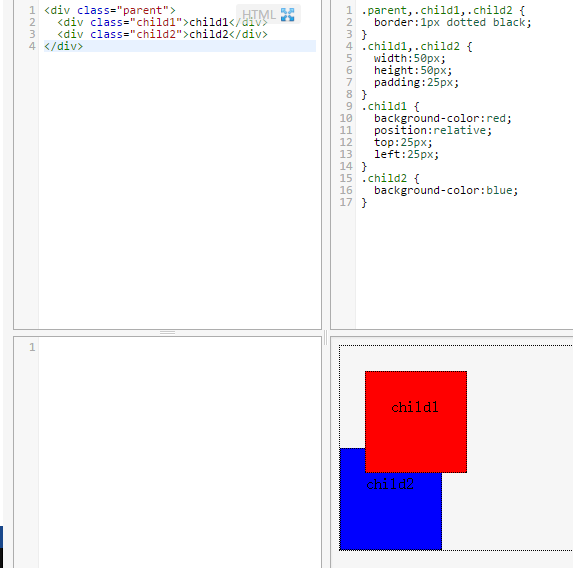 1 <div class="parent">
HTML
2 <div class="child1">child1</div>
3 <div class="child2">child2</div>
4 </div>
1 .parent,.child1,.child2 {
2 border:1px dotted black;
3 }
4 .child1,.child2 {
5 width:50px;
6 height:50px;
7 padding:25px;
8 }
9 .child1 {
10 background-color:red;
11 position:relative;
12 top:25px;
13 left:25px;
14 }
15 .child2 {
16 background-color:blue;
17 }
1
child1
child2